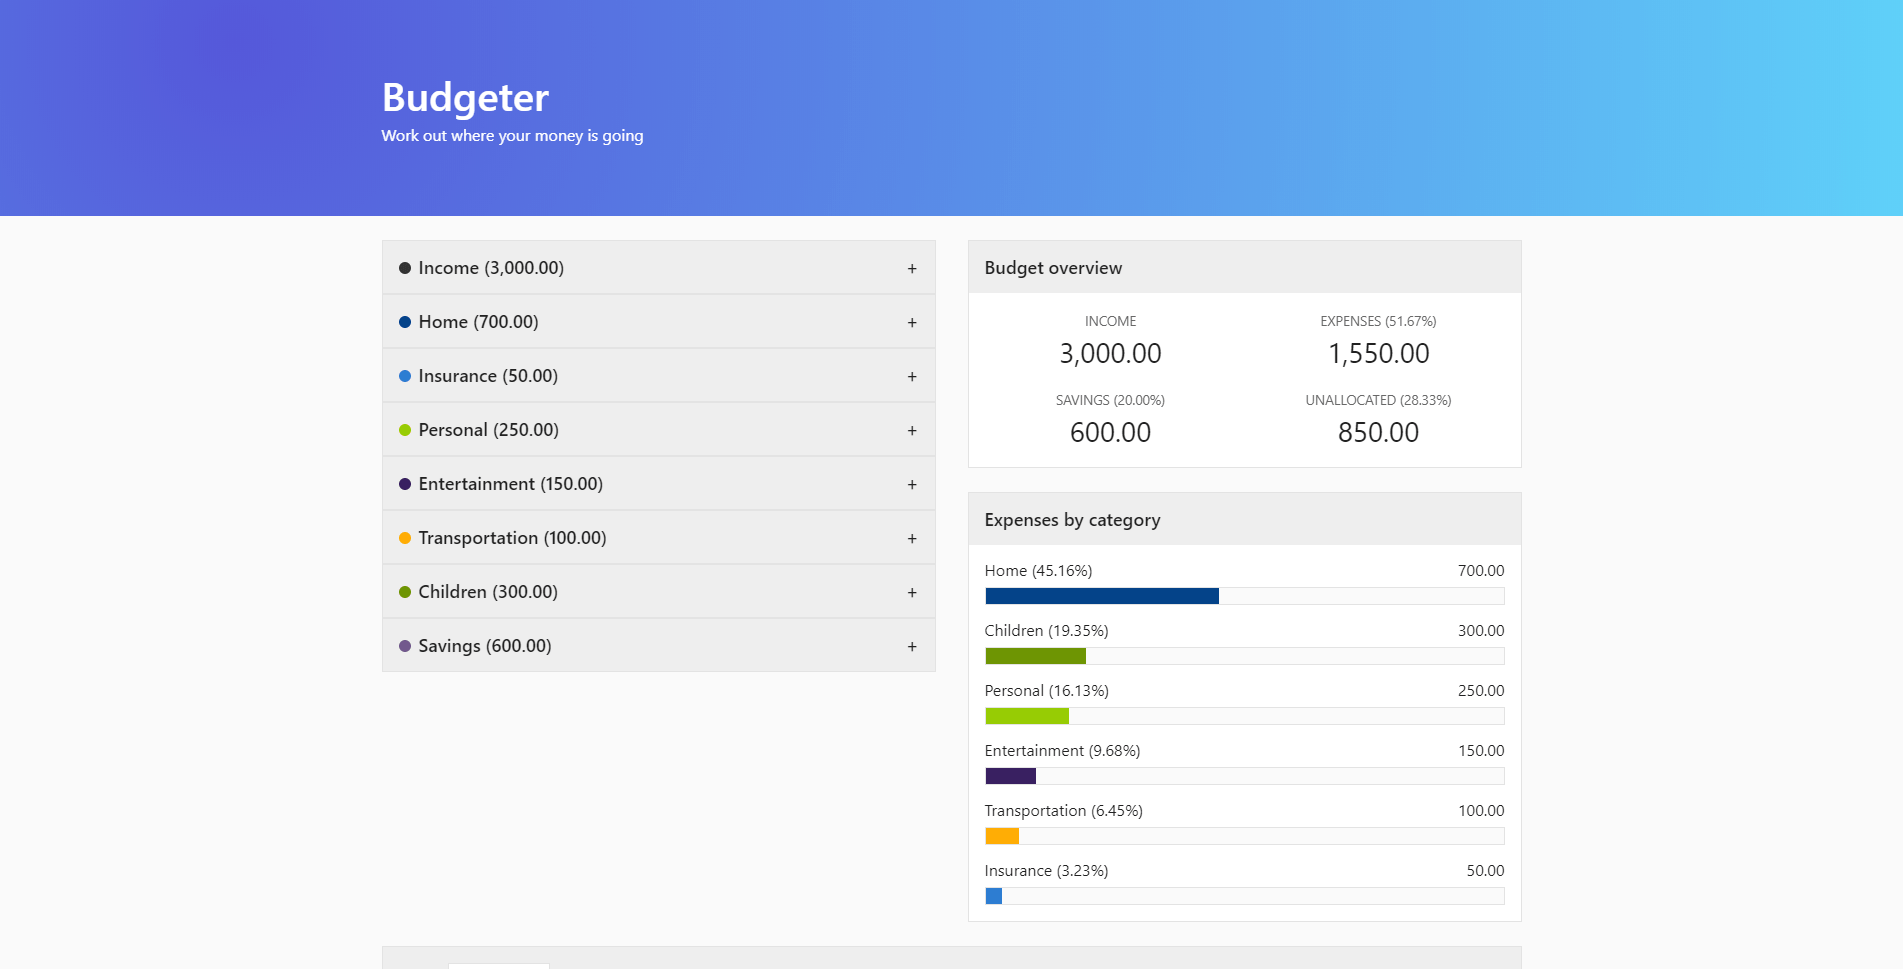 Budgeter
Work out where your money is going
Income (3,000.00) +
Home (700.00) +
Insurance (50.00) +
Personal (250.00) +
Entertainment (150.00) +
Transportation (100.00) +
Children (300.00) +
Savings (600.00) +
Budget overview
INCOME
3,000.00
EXPENSES (51.67%)
1,550.00
SAVINGS (20.00%)
600.00
UNALLOCATED (28.33%)
850.00
Expenses by category
Home (45.16%) 700.00
Children (19.35%) 300.00
Personal (16.13%) 250.00
Entertainment (9.68%) 150.00
Transportation (6.45%) 100.00
Insurance (3.23%) 50.00